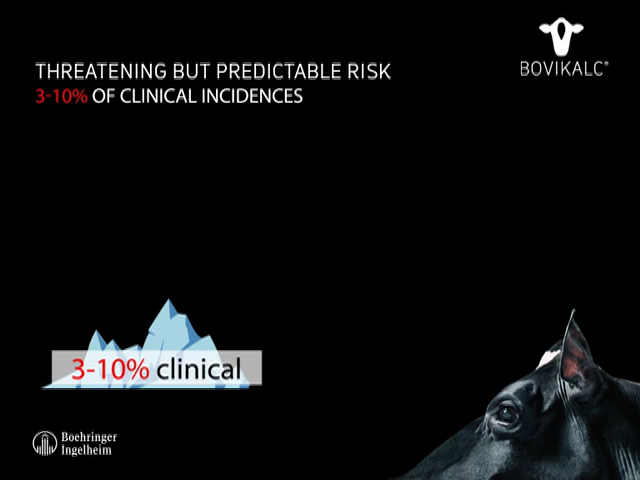 THREATENING BUT PREDICTABLE RISK
3-10% OF CLINICAL INCIDENCES
BOVIKALC®
3-10% clinical
Boehringer
Ingelheim